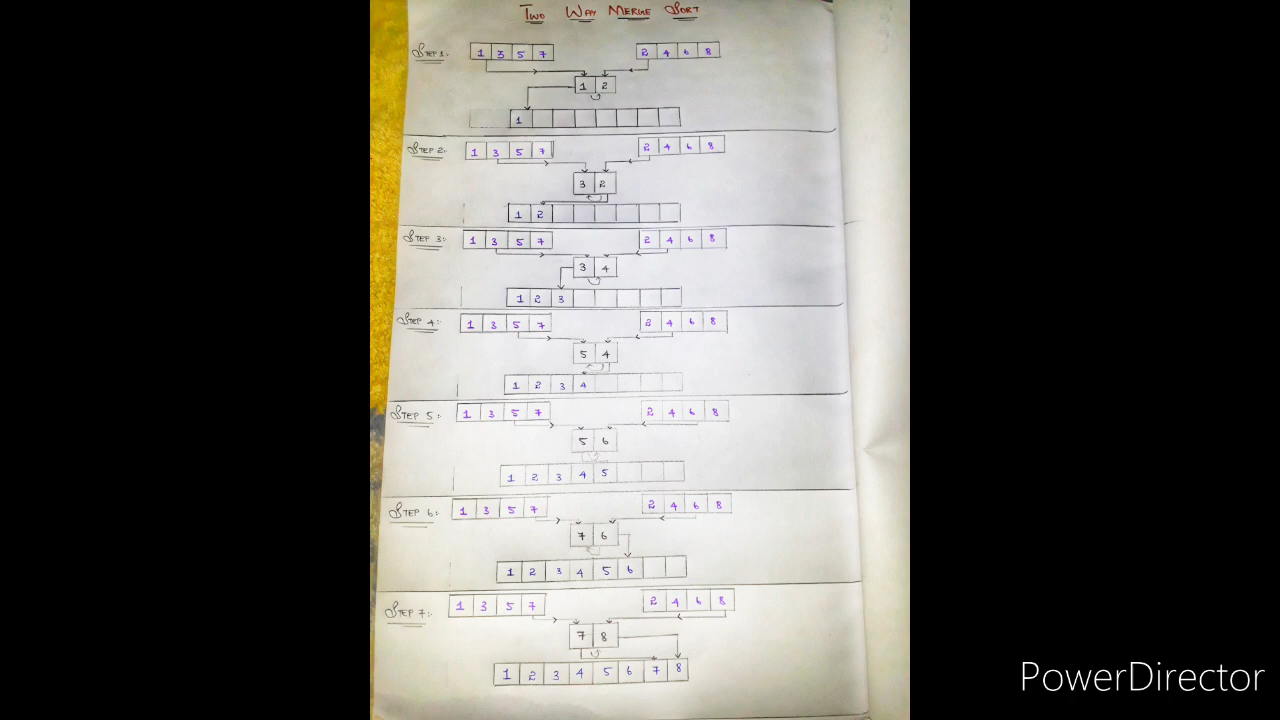 Two Way Merge Sort
Step 1:-
1 3 5 7
2 4 6 8
1 2
1
Step 2:-
1 3 5 7
2 4 6 8
3 2
1 2
Step 3:-
1 3 5 7
2 4 6 8
3 4
1 2 3
Step 4:-
1 3 5 7
2 4 6 8
5 4
1 2 3 4
Step 5:-
1 3 5 7
2 4 6 8
5 6
1 2 3 4 5
Step 6:-
1 3 5 7
2 4 6 8
7 6
1 2 3 4 5 6
Step 7:-
1 3 5 7
2 4 6 8
7 8
1 2 3 4 5 6 7 8
PowerDirector